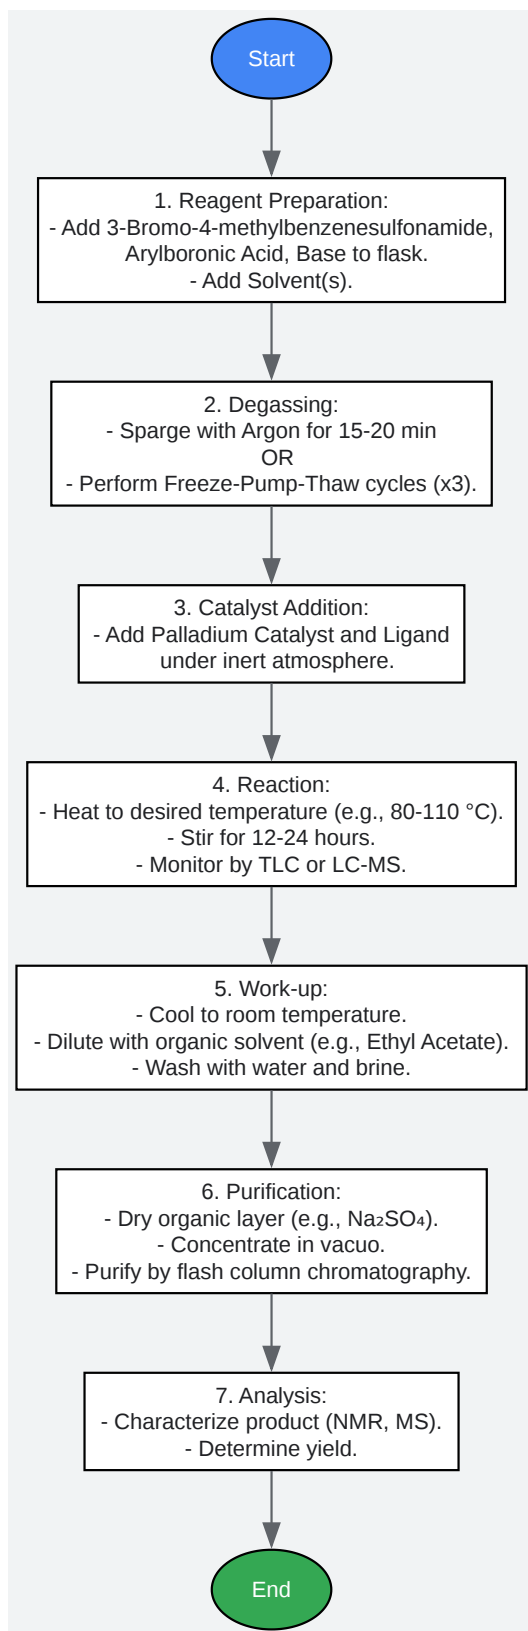 Start
1. Reagent Preparation:
- Add 3-Bromo-4-methylbenzenesulfonamide,
Arylboronic Acid, Base to flask.
- Add Solvent(s).
2. Degassing:
- Sparge with Argon for 15-20 min
OR
- Perform Freeze-Pump-Thaw cycles (x3).
3. Catalyst Addition:
- Add Palladium Catalyst and Ligand
under inert atmosphere.
4. Reaction:
- Heat to desired temperature (e.g., 80-110 °C).
- Stir for 12-24 hours.
- Monitor by TLC or LC-MS.
5. Work-up:
- Cool to room temperature.
- Dilute with organic solvent (e.g., Ethyl Acetate).
- Wash with water and brine.
6. Purification:
- Dry organic layer (e.g., Na₂SO₄).
- Concentrate in vacuo.
- Purify by flash column chromatography.
7. Analysis:
- Characterize product (NMR, MS).
- Determine yield.
End